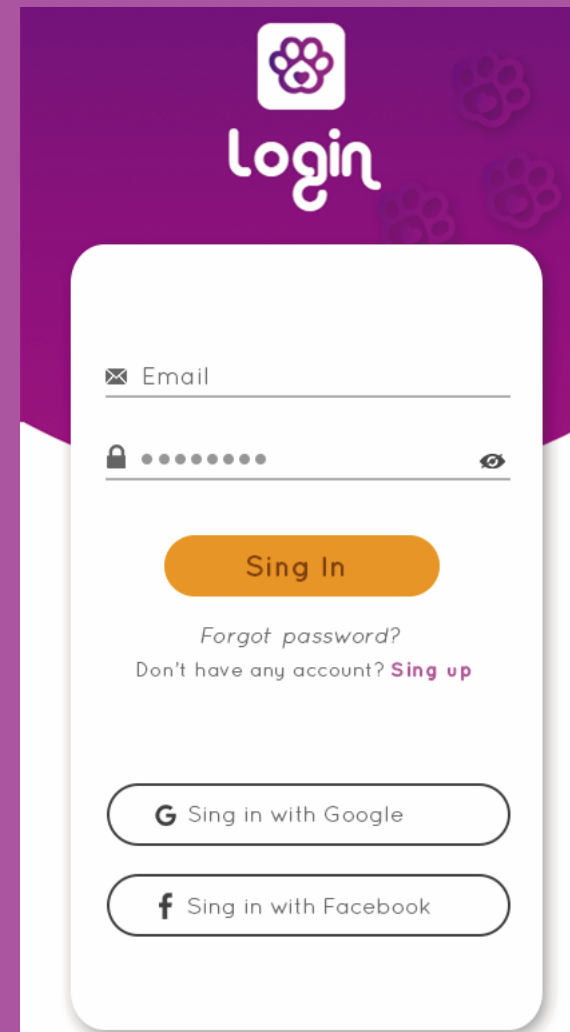 Login
Email
Sing In
Forgot password?
Don't have any account? Sing up
G Sing in with Google
f Sing in with Facebook